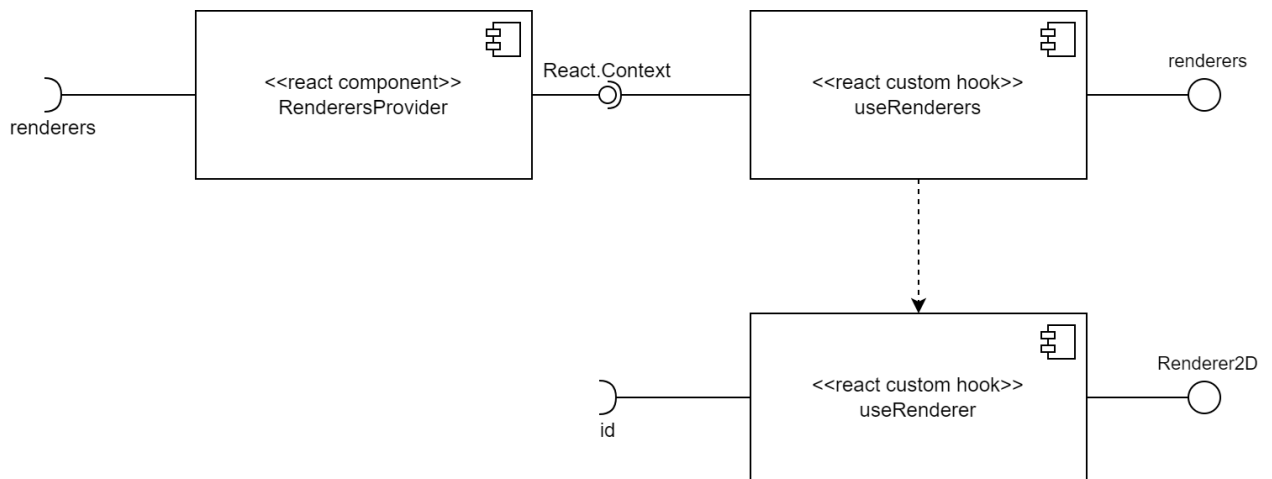 renderers
<<react component>>
RenderersProvider
React.Context
<<react custom hook>>
useRenderers
renderers
id
<<react custom hook>>
useRenderer
Renderer2D